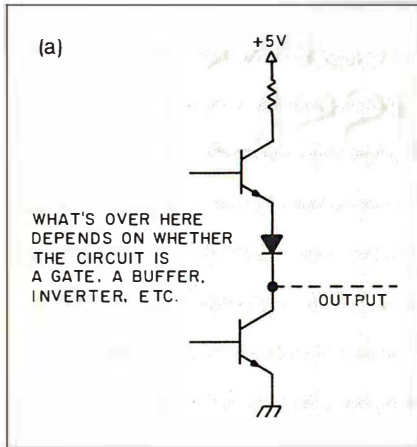 (a)
+5V
WHAT'S OVER HERE
DEPENDS ON WHETHER
THE CIRCUIT IS
A GATE, A BUFFER,
INVERTER, ETC.
OUTPUT